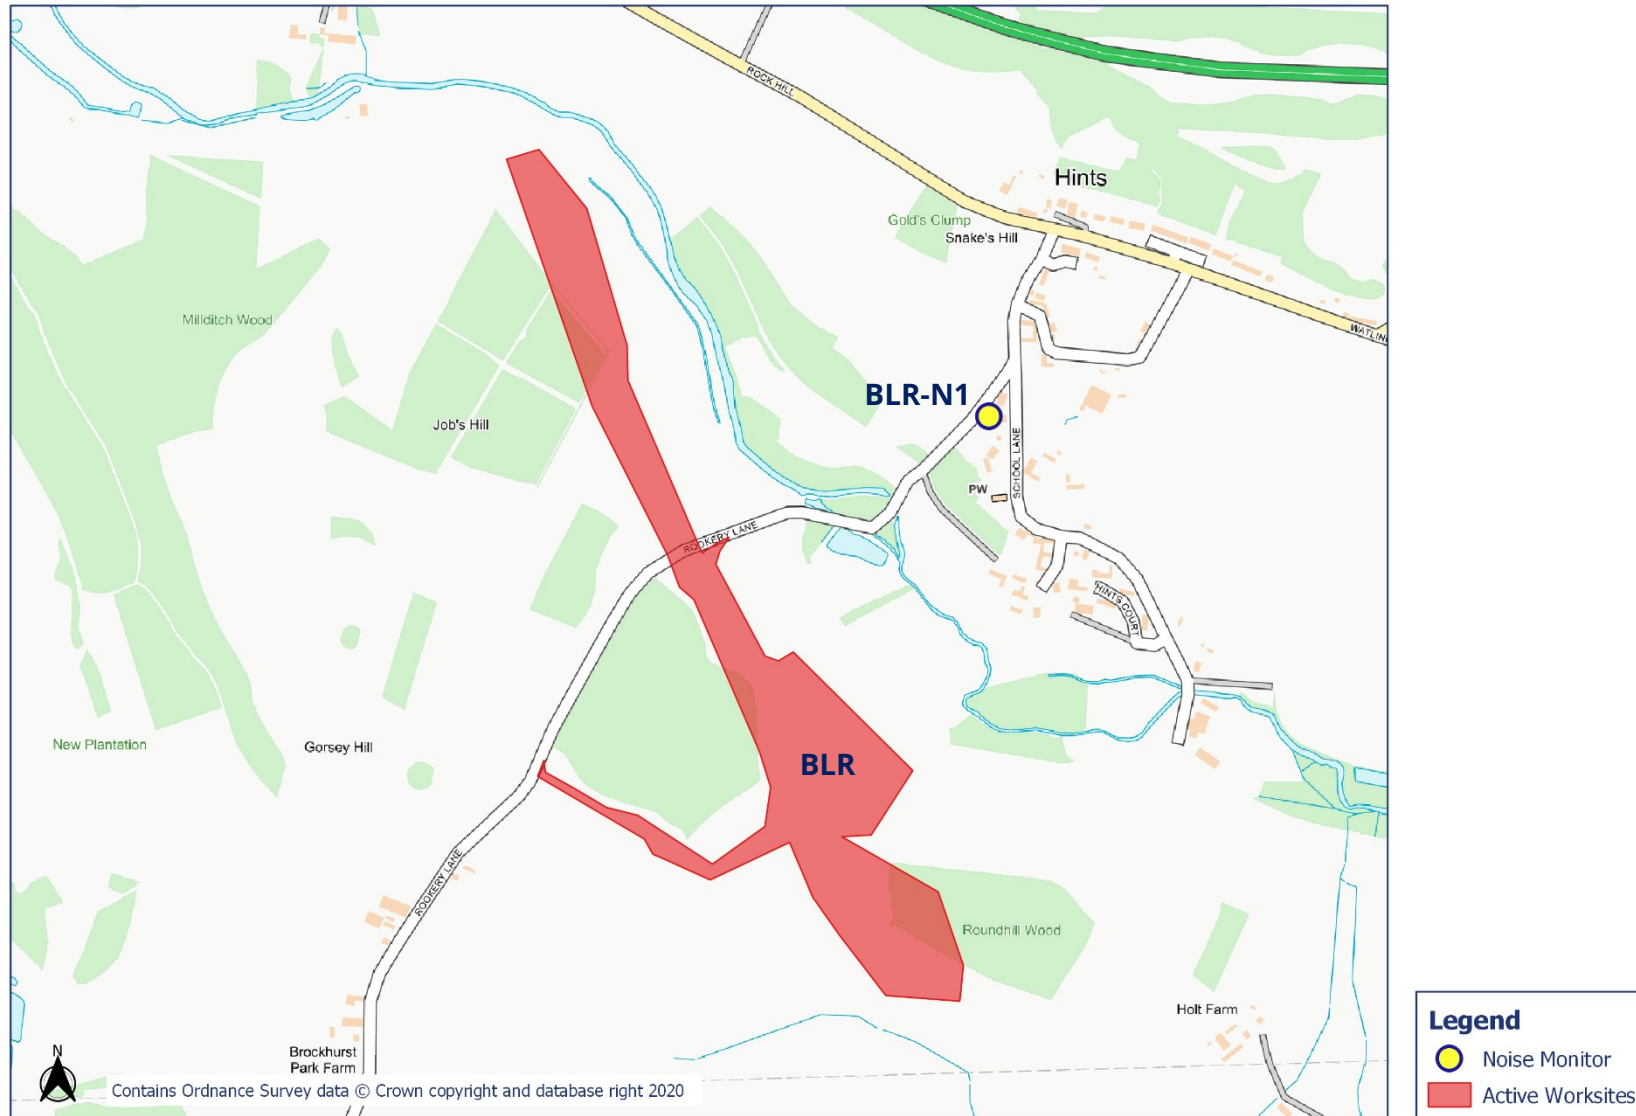 ROCK HILL
Hints
Gold's Clump
Snake's Hill
WATLING
Millditch Wood
BLR-N1
Job's Hill
SCHOOL LANE
PW
ROOKERY LANE
HINTS COURT
New Plantation
Gorsey Hill
BLR
ROOKERY LANE
Roundhill Wood
Holt Farm
Brockhurst
Park Farm
N
Contains Ordnance Survey data © Crown copyright and database right 2020
Legend
Noise Monitor
Active Worksites